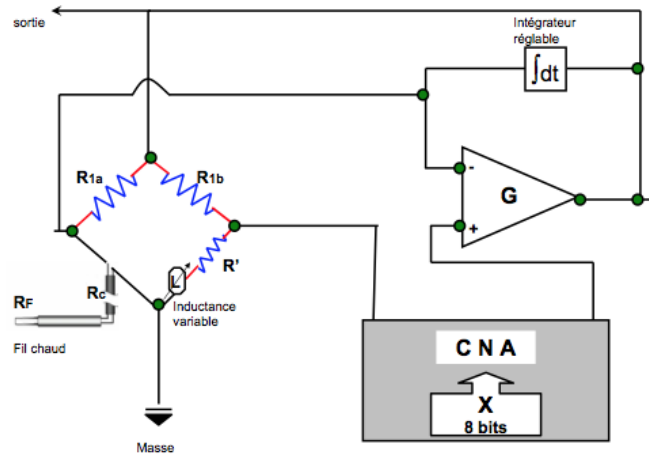 sortie
Intégrateur
réglable
∫dt
R1a
R1b
-
G
+
R'
L
Rc
RF
Inductance
variable
Fil chaud
C N A
X
8 bits
Masse